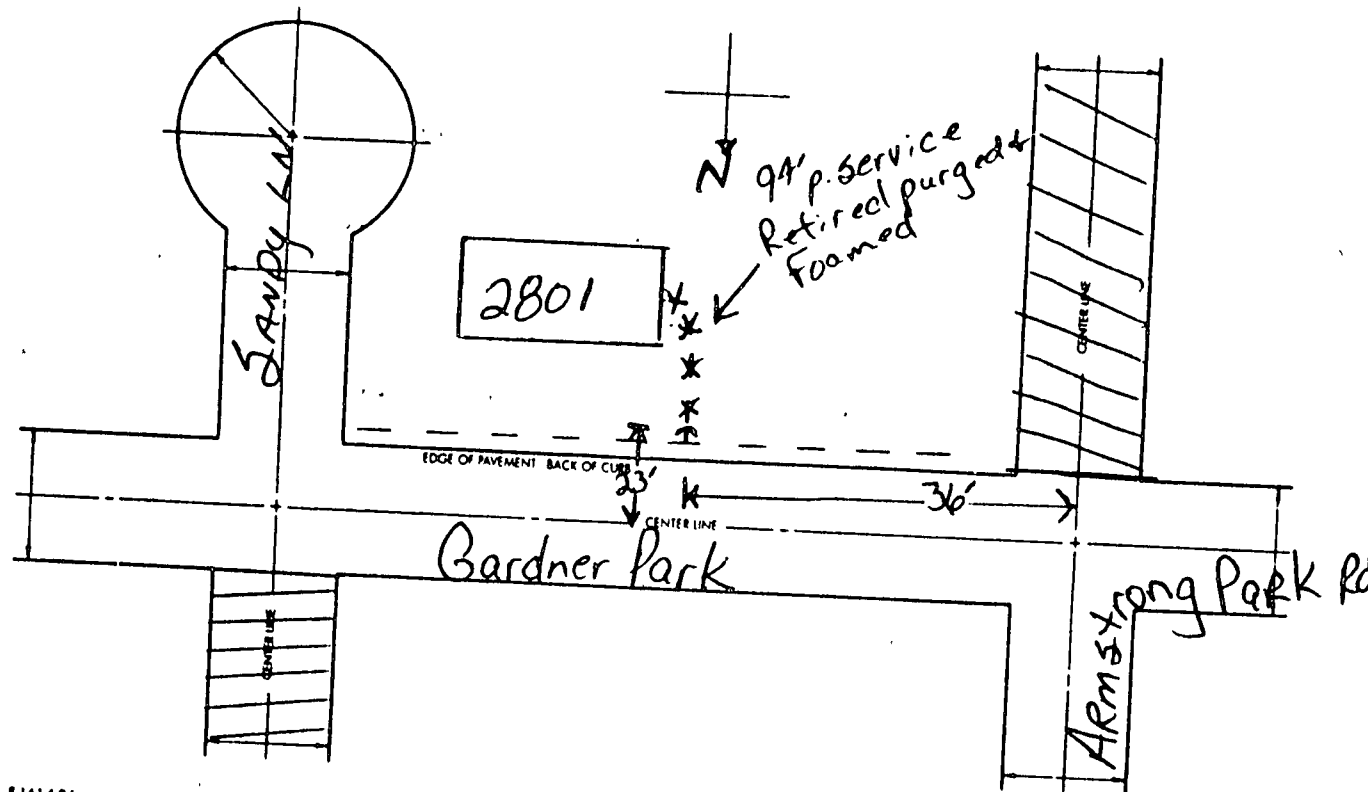 SANDY LN
N
94' p. service
Retired purged &
Foamed
2801
CENTER LINE
EDGE OF PAVEMENT BACK OF CURB
23'
36'
CENTER LINE
Gardner Park
Armstrong Park Rd
CENTER LINE